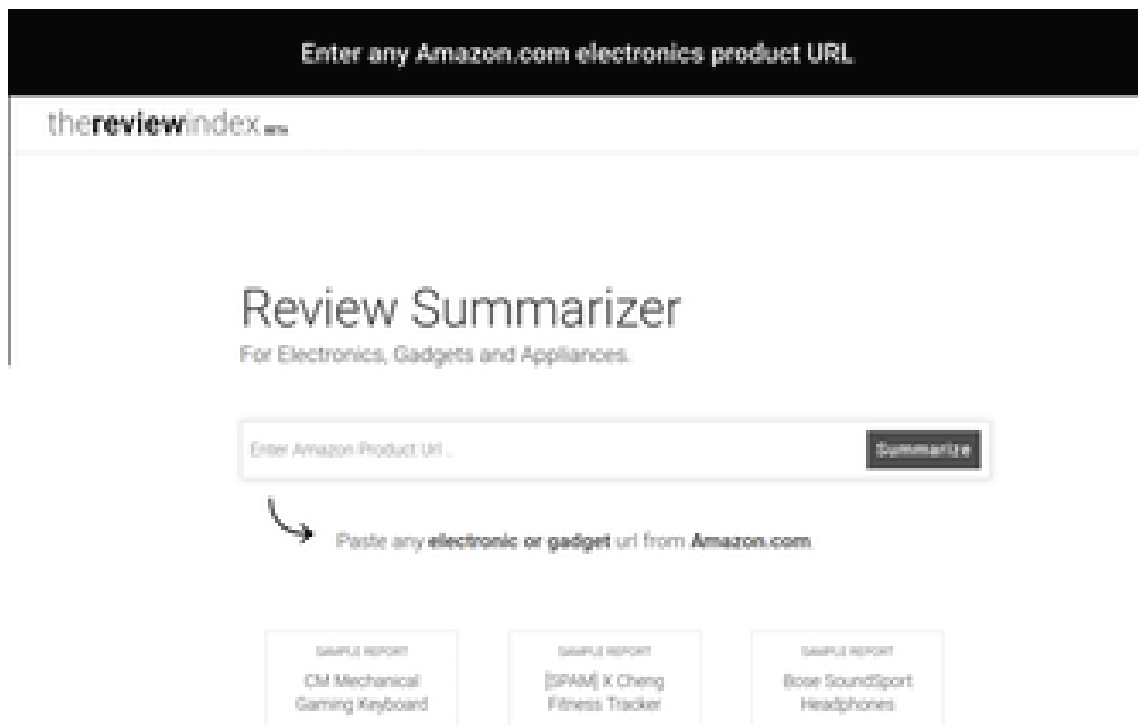 Enter any Amazon.com electronics product URL
thereviewindex BETA
Review Summarizer
For Electronics, Gadgets and Appliances.
Enter Amazon Product Url ..
Summarize
Paste any electronic or gadget url from Amazon.com.
SAMPLE REPORT
CM Mechanical
Gaming Keyboard
SAMPLE REPORT
[SPAM] X Cheng
Fitness Tracker
SAMPLE REPORT
Bose SoundSport
Headphones